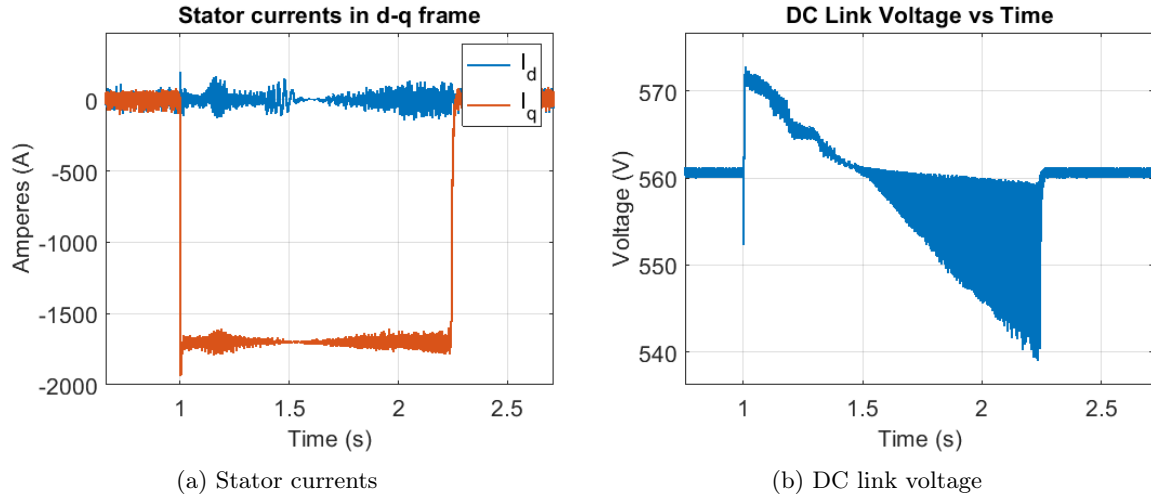 Stator currents in d-q frame
I_d
I_q
0
-500
-1000
-1500
-2000
Amperes (A)
1
1.5
2
2.5
Time (s)
(a) Stator currents
DC Link Voltage vs Time
570
560
550
540
Voltage (V)
1
1.5
2
2.5
Time (s)
(b) DC link voltage